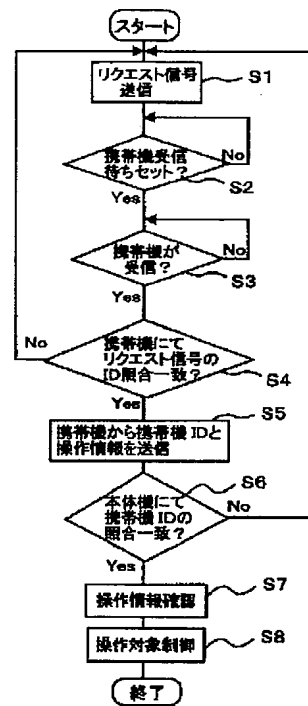 スタート
リクエスト信号
送信
S1
携帯機受信
待ちセット?
No
S2
Yes
携帯機が
受信?
No
S3
Yes
No
携帯機にて
リクエスト信号の
ID照合一致?
S4
Yes
S5
携帯機から携帯機IDと
操作情報を送信
S6
本体機にて
携帯機IDの
照合一致?
No
Yes
S7
操作情報確認
S8
操作対象制御
終了